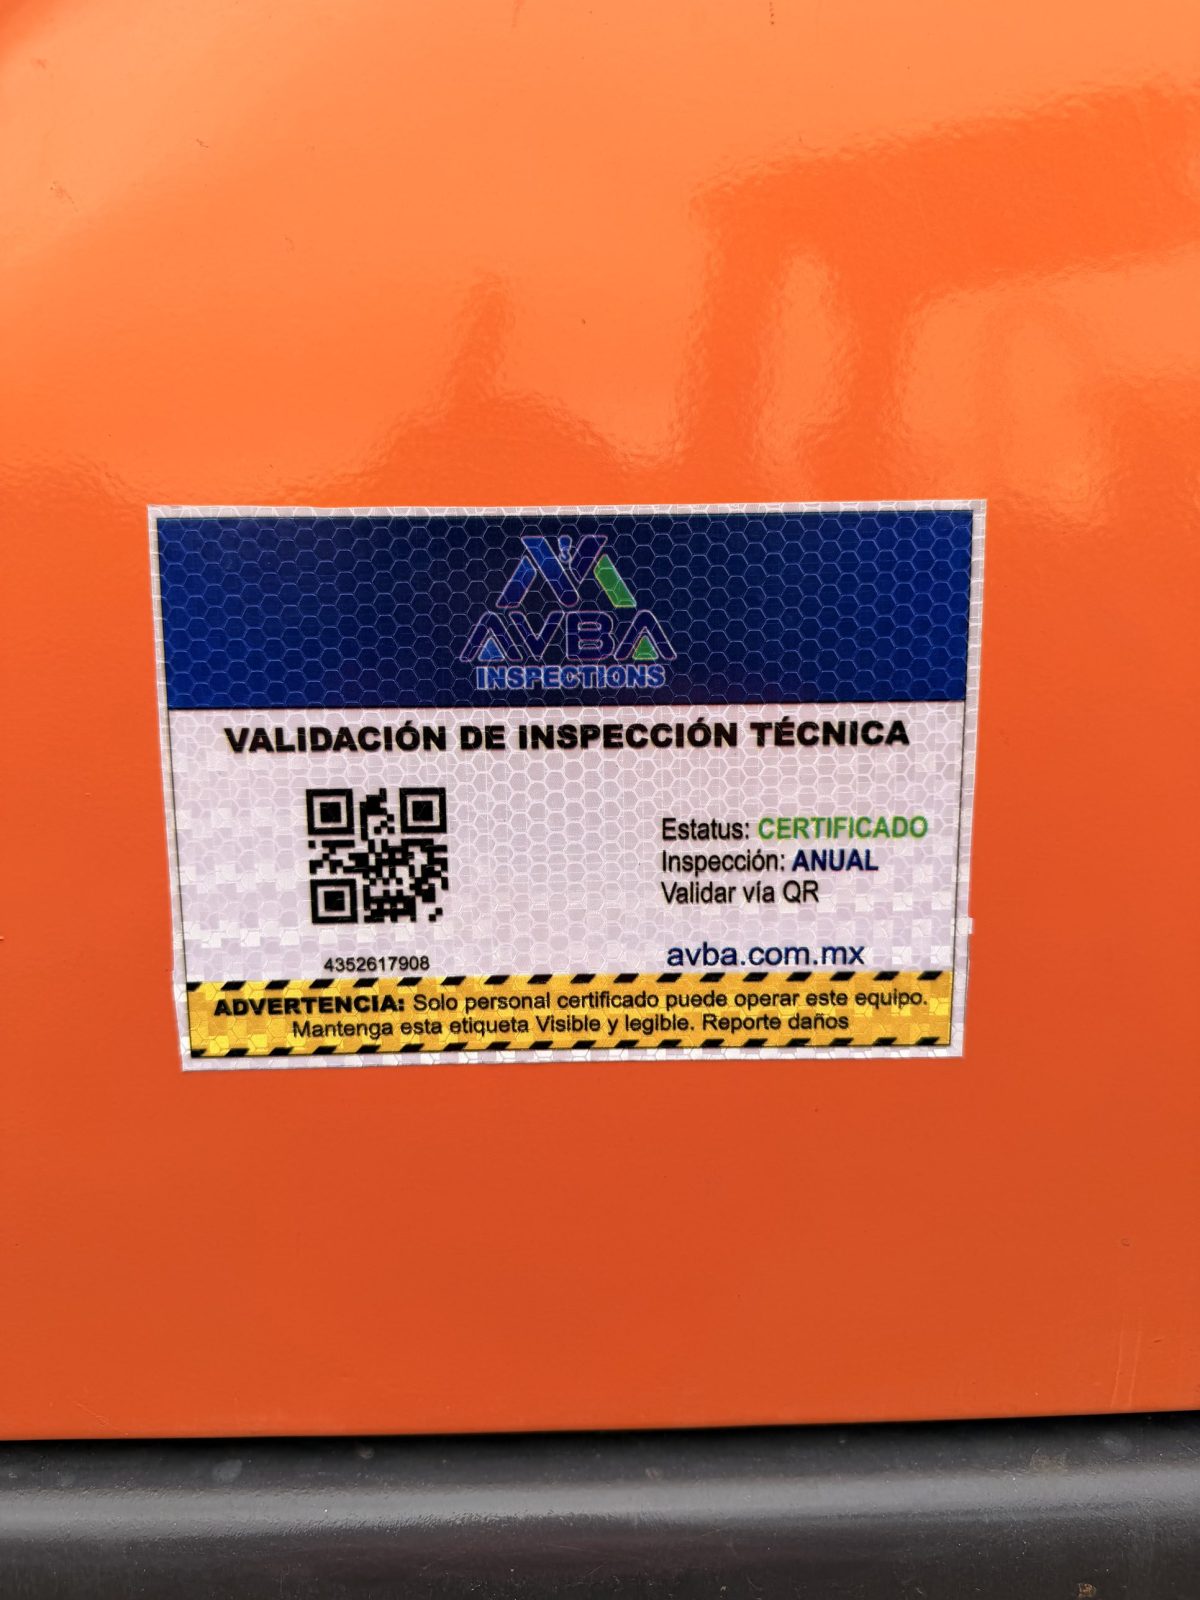 AVBA
INSPECTIONS
VALIDACIÓN DE INSPECCIÓN TÉCNICA
Estatus: CERTIFICADO
Inspección: ANUAL
Validar vía QR
avba.com.mx
4352617908
ADVERTENCIA: Solo personal certificado puede operar este equipo.
Mantenga esta etiqueta Visible y legible. Reporte daños